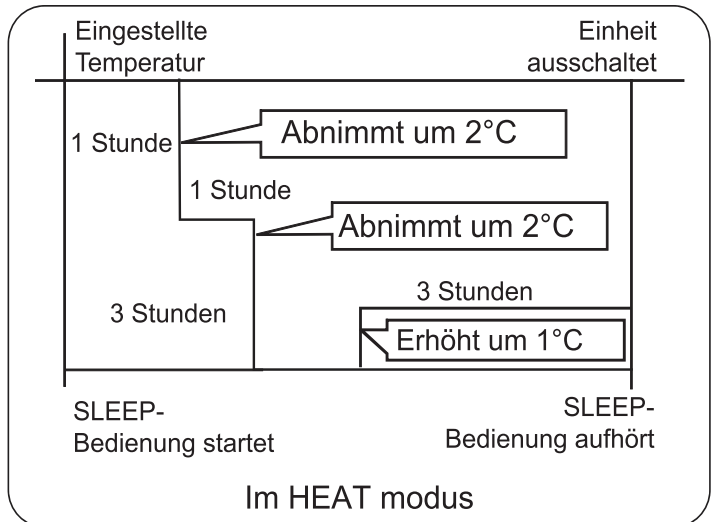 Eingestellte
Temperatur
Einheit
ausschaltet
1 Stunde
Abnimmt um 2°C
1 Stunde
Abnimmt um 2°C
3 Stunden
3 Stunden
Erhöht um 1°C
SLEEP-
Bedienung startet
SLEEP-
Bedienung aufhört
Im HEAT modus